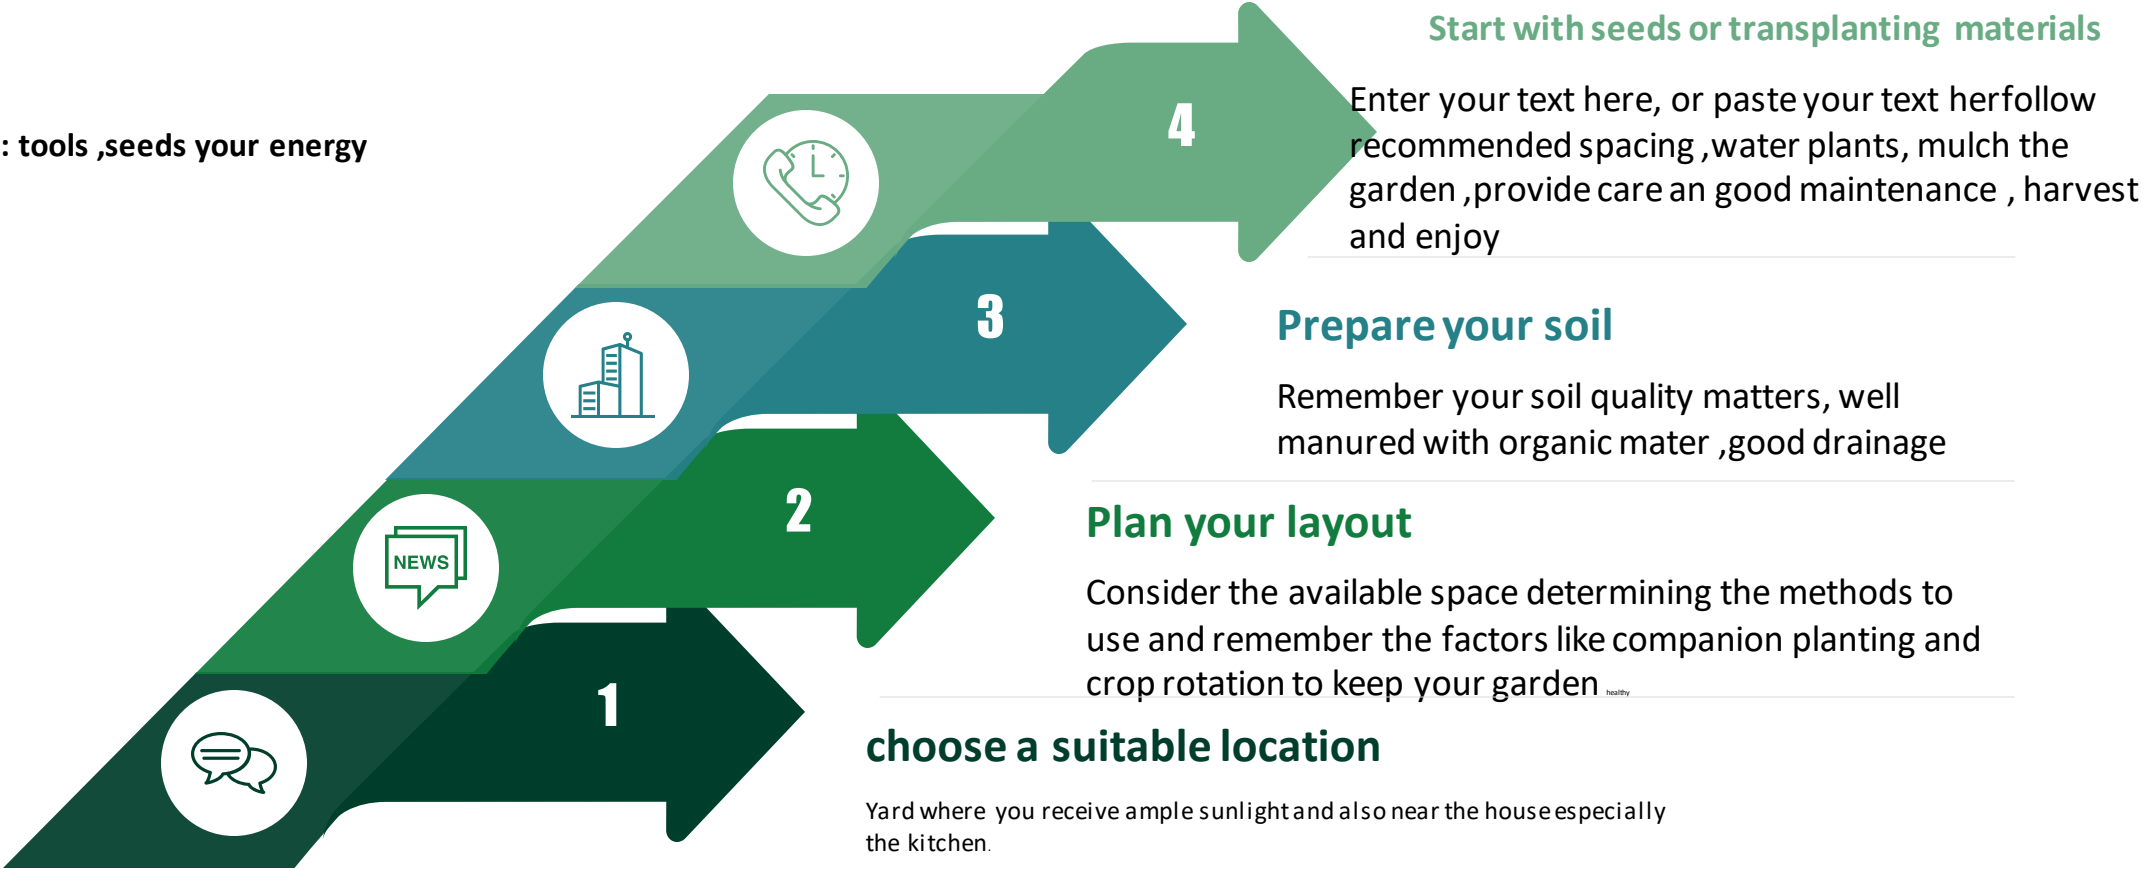 Start with seeds or transplanting materials
Enter your text here, or paste your text herfollow
recommended spacing ,water plants, mulch the
garden ,provide care an good maintenance , harvest
and enjoy
: tools ,seeds your energy
4
3
Prepare your soil
Remember your soil quality matters, well
manured with organic mater ,good drainage
2
Plan your layout
Consider the available space determining the methods to
use and remember the factors like companion planting and
crop rotation to keep your garden healthy
NEWS
1
choose a suitable location
Yard where you receive ample sunlight and also near the house especially
the kitchen.